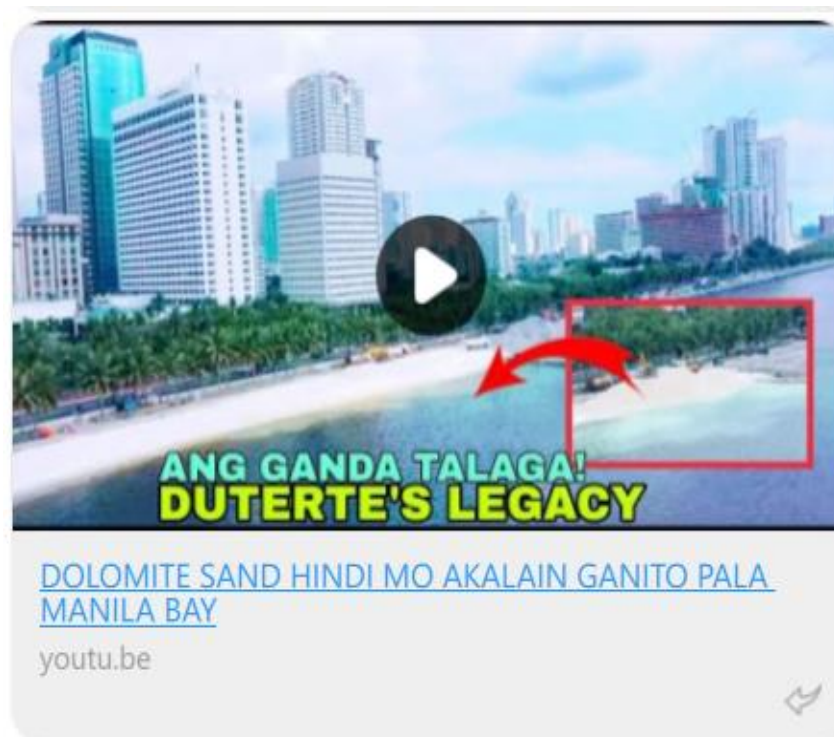 ANG GANDA TALAGA!
DUTERTE'S LEGACY
DOLOMITE SAND HINDI MO AKALAIN GANITO PALA
MANILA BAY
youtu.be